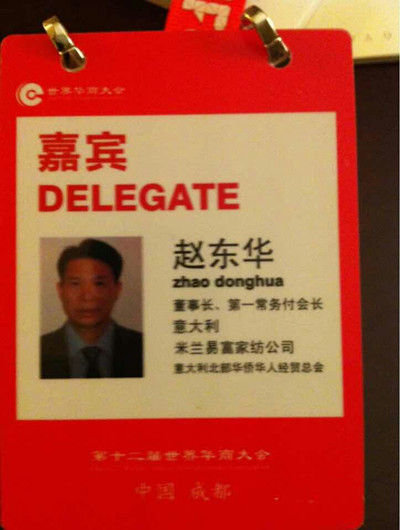 世界华商大会
嘉宾
DELEGATE
赵东华
zhao donghua
董事长、第一常务付会长
意大利
米兰易富家纺公司
意大利北部华侨华人经贸总会
第十二届世界华商大会
中国 成都